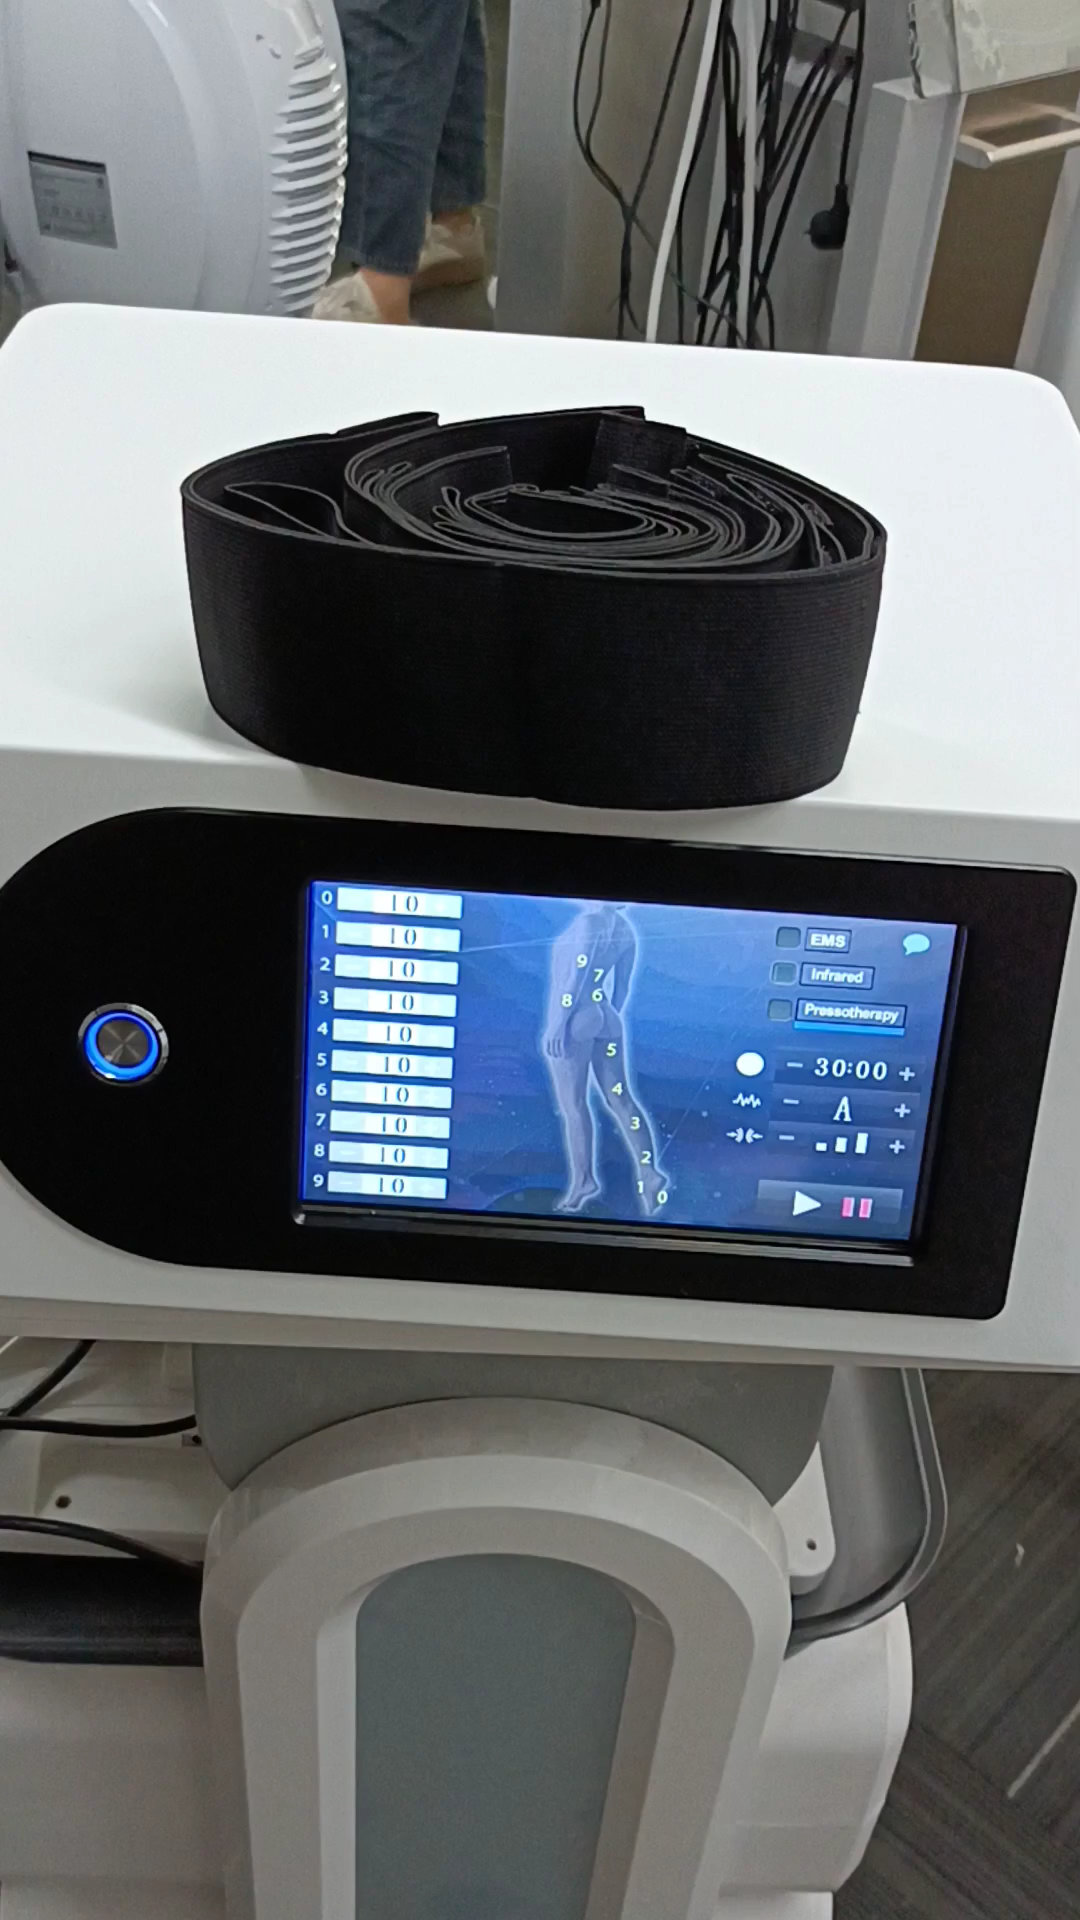 0 - 10 +
1 - 10 +
2 - 10 +
3 - 10 +
4 - 10 +
5 - 10 +
6 - 10 +
7 - 10 +
8 - 10 +
9 - 10 +
9
7
8 6
5
4
3
2
1 0
EMS
Infrared
Pressotherapy
- 30:00 +
- A +
- +